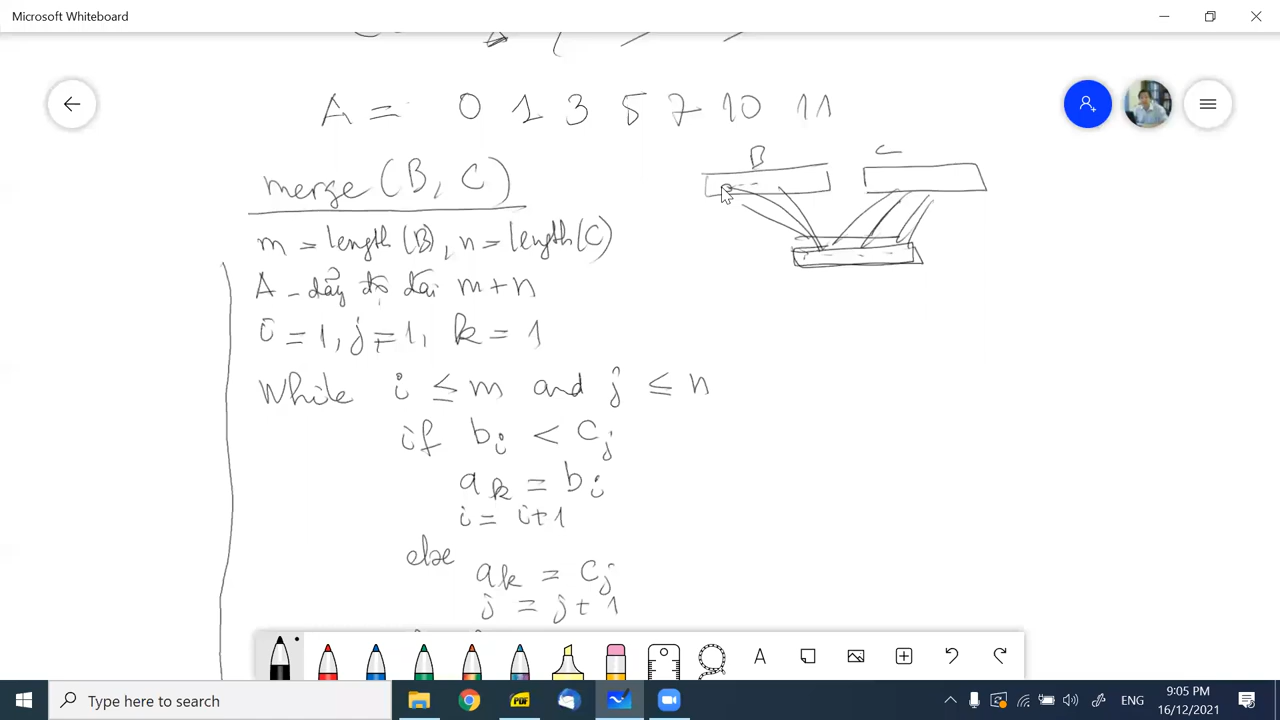 Microsoft Whiteboard
A = 0 1 3 5 7 10 11
B C
merge (B, C)
m = length (B), n = length (C)
A - dãy độ dài m + n
i = 1, j = 1, k = 1
While i ≤ m and j ≤ n
if bi < cj
ak = bi
i = i+1
else
ak = cj
j = j + 1
A
Type here to search
PDF
ENG
9:05 PM
16/12/2021